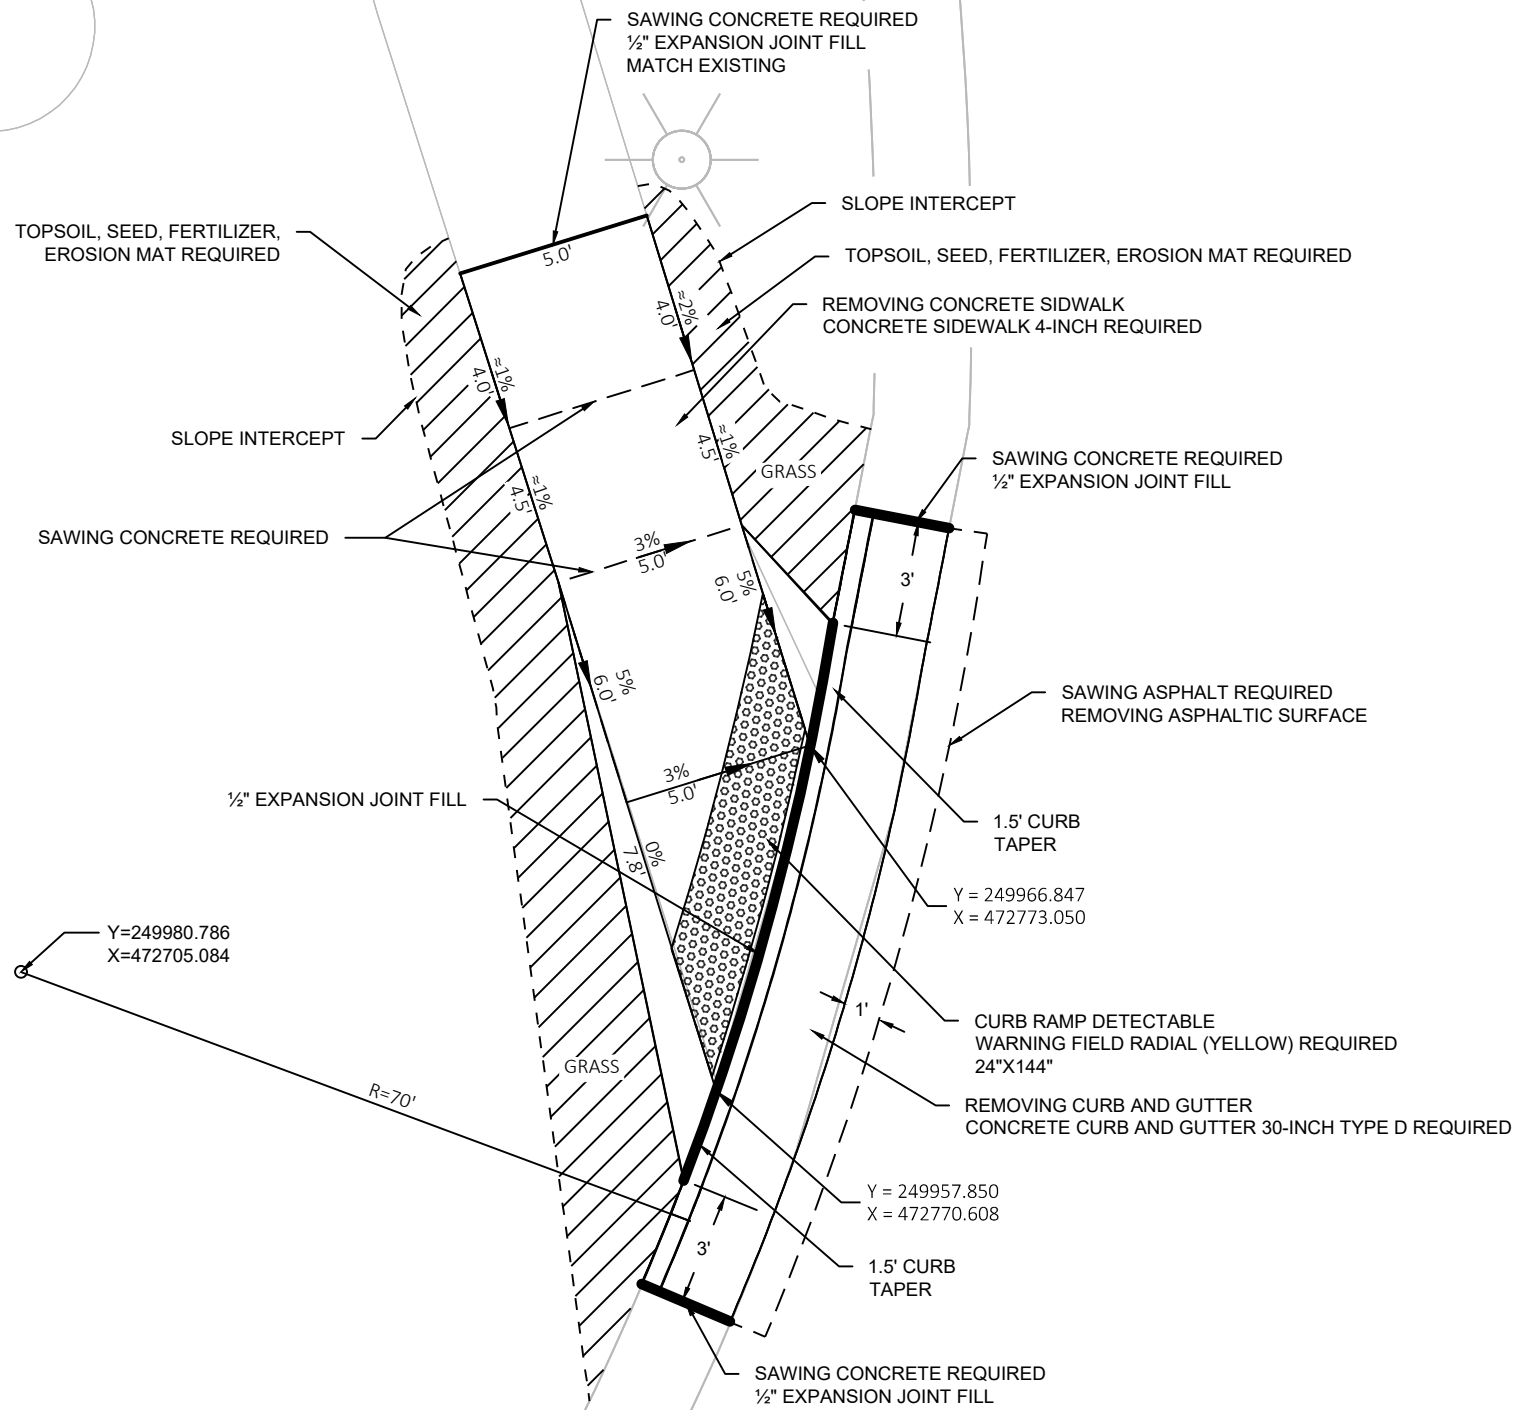 SAWING CONCRETE REQUIRED
½" EXPANSION JOINT FILL
MATCH EXISTING
SLOPE INTERCEPT
TOPSOIL, SEED, FERTILIZER,
EROSION MAT REQUIRED
5.0'
TOPSOIL, SEED, FERTILIZER, EROSION MAT REQUIRED
≈2%
4.0'
REMOVING CONCRETE SIDWALK
CONCRETE SIDEWALK 4-INCH REQUIRED
≈1%
4.0'
SLOPE INTERCEPT
≈1%
4.5'
GRASS
SAWING CONCRETE REQUIRED
½" EXPANSION JOINT FILL
≈1%
4.5'
SAWING CONCRETE REQUIRED
3%
5.0'
5%
6.0'
3'
5%
6.0'
SAWING ASPHALT REQUIRED
REMOVING ASPHALTIC SURFACE
3%
5.0'
½" EXPANSION JOINT FILL
1.5' CURB
TAPER
0%
7.8'
Y = 249966.847
X = 472773.050
Y=249980.786
X=472705.084
1'
CURB RAMP DETECTABLE
WARNING FIELD RADIAL (YELLOW) REQUIRED
24"X144"
GRASS
R=70'
REMOVING CURB AND GUTTER
CONCRETE CURB AND GUTTER 30-INCH TYPE D REQUIRED
Y = 249957.850
X = 472770.608
3'
1.5' CURB
TAPER
SAWING CONCRETE REQUIRED
½" EXPANSION JOINT FILL